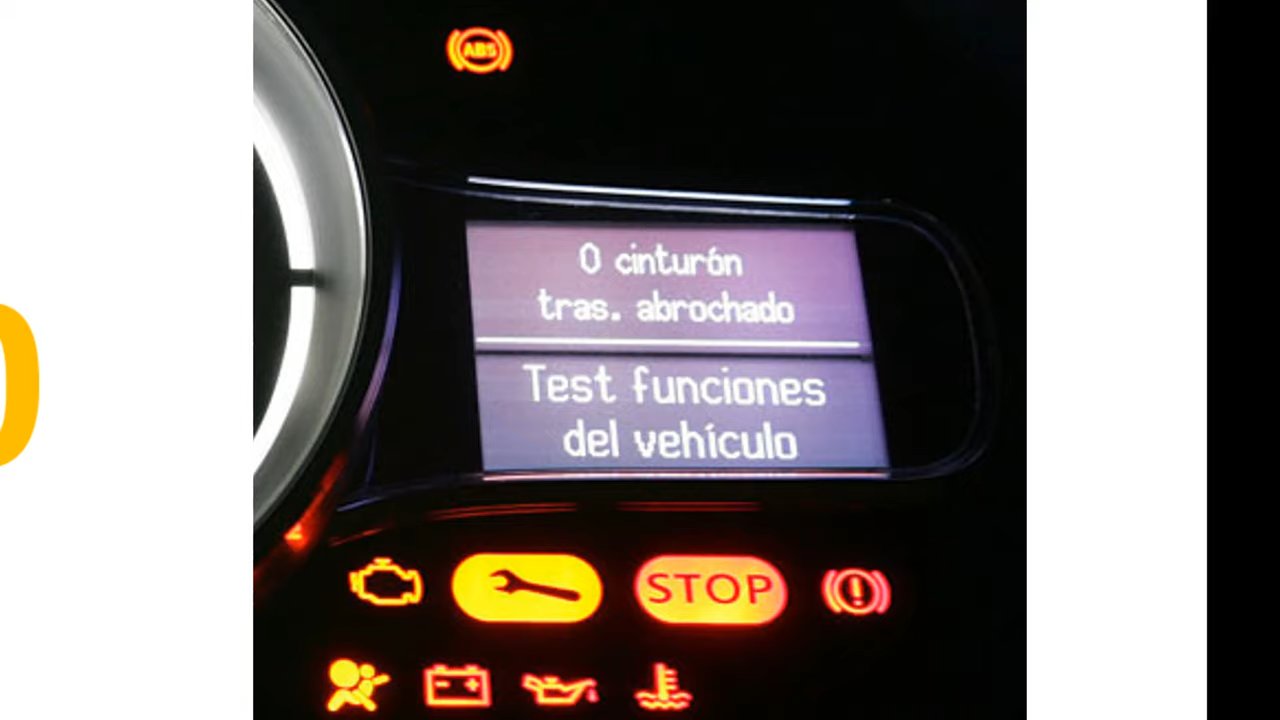 ABS
0 cinturón
tras. abrochado
Test funciones
del vehículo
STOP